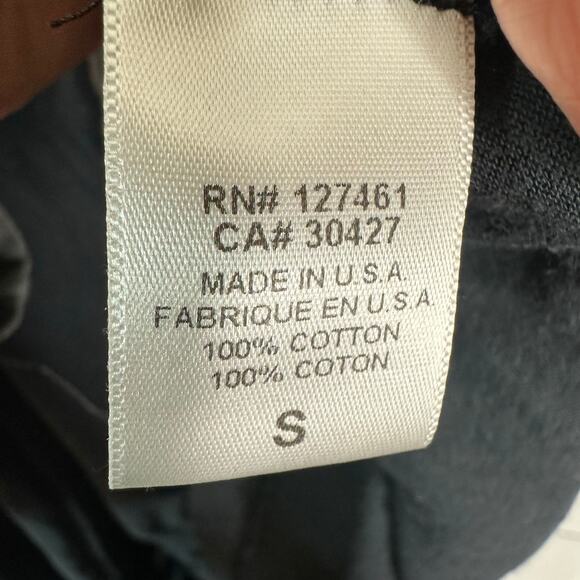 RN# 127461
CA# 30427
MADE IN U.S.A.
FABRIQUE EN U.S.A.
100% COTTON
100% COTON
S